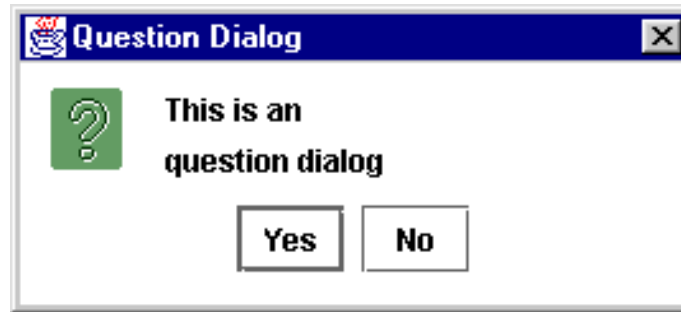 Question Dialog
This is an
question dialog
Yes No